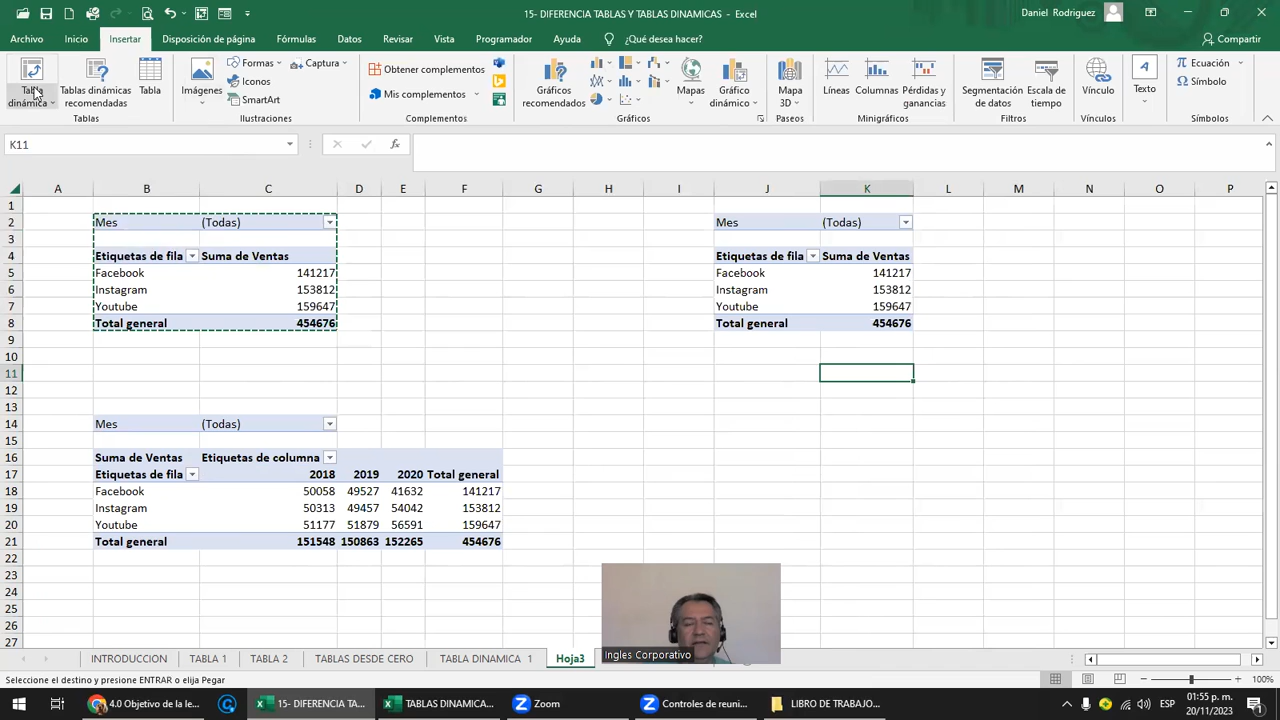 15- DIFERENCIA TABLAS Y TABLAS DINAMICAS - Excel
Daniel Rodriguez
Archivo Inicio Insertar Disposición de página Fórmulas Datos Revisar Vista Programador Ayuda ¿Qué desea hacer? Compartir
Tabla dinámica
Tablas dinámicas recomendadas
Tabla
Tablas
Imágenes
Formas
Iconos
SmartArt
Captura
Ilustraciones
Obtener complementos
Mis complementos
Complementos
Gráficos recomendados
Mapas
Gráfico dinámico
Gráficos
Mapa 3D
Paseos
Líneas
Columnas
Pérdidas y ganancias
Minigráficos
Segmentación de datos
Escala de tiempo
Filtros
Vínculo
Vínculos
Texto
Ecuación
Símbolo
Símbolos
K11 fx
A B C D E F G H I J K L M N O P
1
2 Mes (Todas) Mes (Todas)
3
4 Etiquetas de fila Suma de Ventas Etiquetas de fila Suma de Ventas
5 Facebook 141217 Facebook 141217
6 Instagram 153812 Instagram 153812
7 Youtube 159647 Youtube 159647
8 Total general 454676 Total general 454676
9
10
11
12
13
14 Mes (Todas)
15
16 Suma de Ventas Etiquetas de columna
17 Etiquetas de fila 2018 2019 2020 Total general
18 Facebook 50058 49527 41632 141217
19 Instagram 50313 49457 54042 153812
20 Youtube 51177 51879 56591 159647
21 Total general 151548 150863 152265 454676
22
23
24
25
26
27
Ingles Corporativo
INTRODUCCION TABLA 1 TABLA 2 TABLAS DESDE CERO TABLA DINAMICA 1 Hoja3
Seleccione el destino y presione ENTRAR o elija Pegar
100%
4.0 Objetivo de la le... 15- DIFERENCIA TA... TABLAS DINAMICA... Zoom Controles de reuni... LIBRO DE TRABAJO...
ESP
01:55 p. m.
20/11/2023